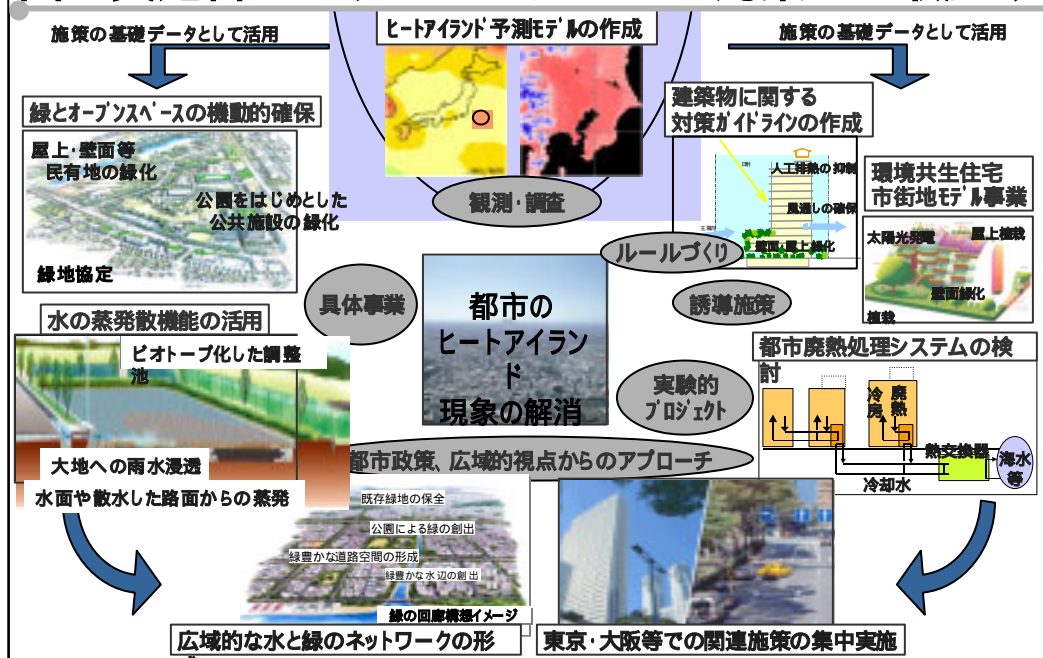 施策の基礎データとして活用
ヒートアイランド予測モデルの作成
施策の基礎データとして活用
緑とオープンスペースの機動的確保
屋上・壁面等
民有地の緑化
公園をはじめとした
公共施設の緑化
緑地協定
観測・調査
建築物に関する
対策ガイドラインの作成
人工排熱の抑制
風通しの確保
壁面・屋上緑化
環境共生住宅
市街地モデル事業
太陽光発電
屋上植栽
壁面緑化
植栽
ルールづくり
具体事業
誘導施策
都市の
ヒートアイラン
ド
現象の解消
水の蒸発散機能の活用
ビオトープ化した調整
池
大地への雨水浸透
水面や散水した路面からの蒸発
実験的
プロジェクト
都市廃熱処理システムの検
討
冷房
廃熱
熱交換器
海水
等
冷却水
都市政策、広域的視点からのアプローチ
既存緑地の保全
公園による緑の創出
緑豊かな道路空間の形成
緑豊かな水辺の創出
緑の回廊構想イメージ
広域的な水と緑のネットワークの形
東京・大阪等での関連施策の集中実施